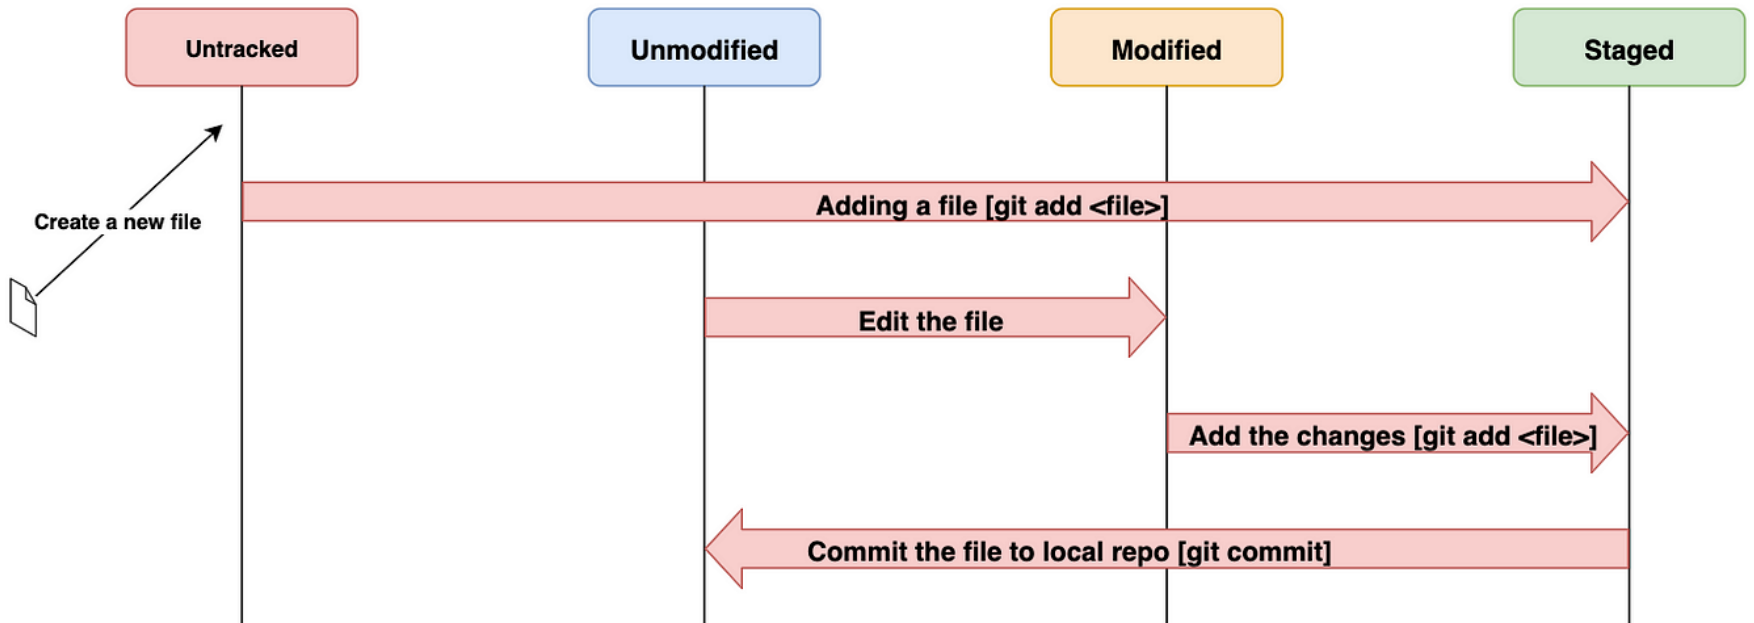 Untracked
Unmodified
Modified
Staged
Create a new file
Adding a file [git add <file>]
Edit the file
Add the changes [git add <file>]
Commit the file to local repo [git commit]